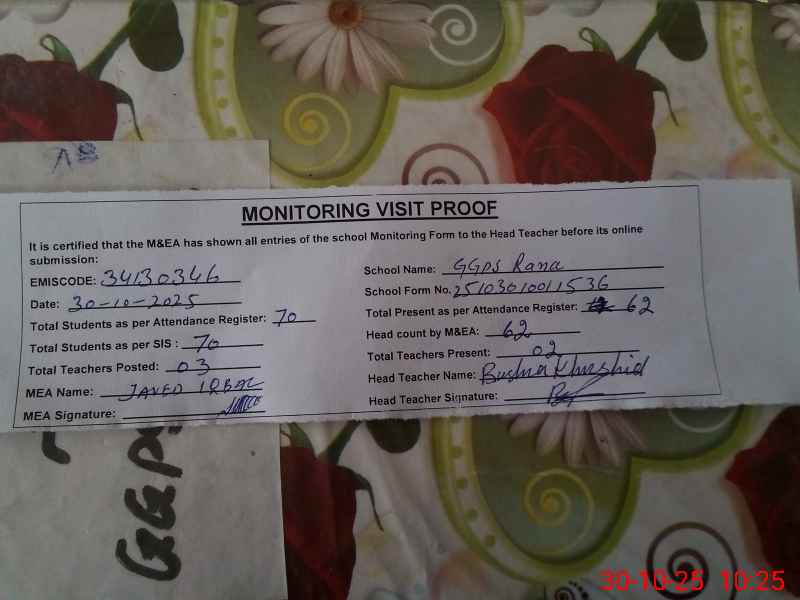 A B
MONITORING VISIT PROOF
It is certified that the M&EA has shown all entries of the school Monitoring Form to the Head Teacher before its online
submission:
EMISCODE: 34130346
School Name: GGPS Rana
Date: 30-10-2025
School Form No. 25103010011536
Total Students as per Attendance Register: 70
Total Present as per Attendance Register: 62
Total Students as per SIS : 70
Head count by M&EA: 62
Total Teachers Posted: 03
Total Teachers Present: 02
MEA Name: JAVED IQBAL
Head Teacher Name: Bushra Khurshid
MEA Signature:
Head Teacher Signature:
GGPS
30-10-25 10:25